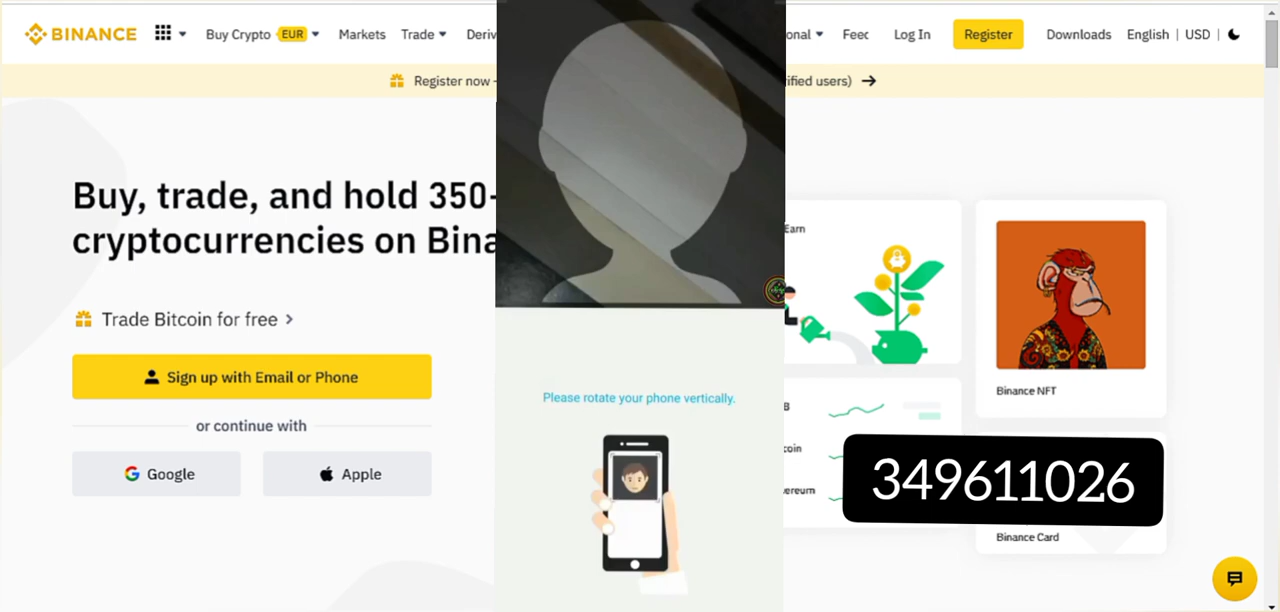 BINANCE Buy Crypto EUR Markets Trade Deriv onal Feec Log In Register Downloads English | USD |
Register now - ified users)
Buy, trade, and hold 350-
cryptocurrencies on Bina
Trade Bitcoin for free
Sign up with Email or Phone
or continue with
Google Apple
Please rotate your phone vertically.
Earn
B
coin
ereum
Binance NFT
349611026
Binance Card